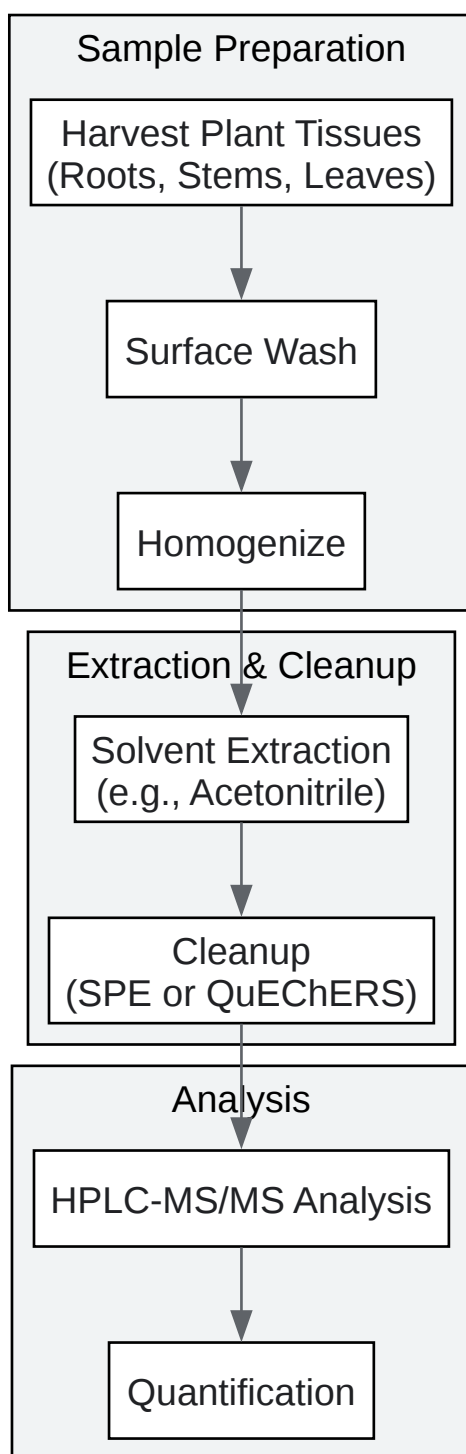 Sample Preparation
Harvest Plant Tissues
(Roots, Stems, Leaves)
Surface Wash
Homogenize
Extraction & Cleanup
Solvent Extraction
(e.g., Acetonitrile)
Cleanup
(SPE or QuEChERS)
Analysis
HPLC-MS/MS Analysis
Quantification